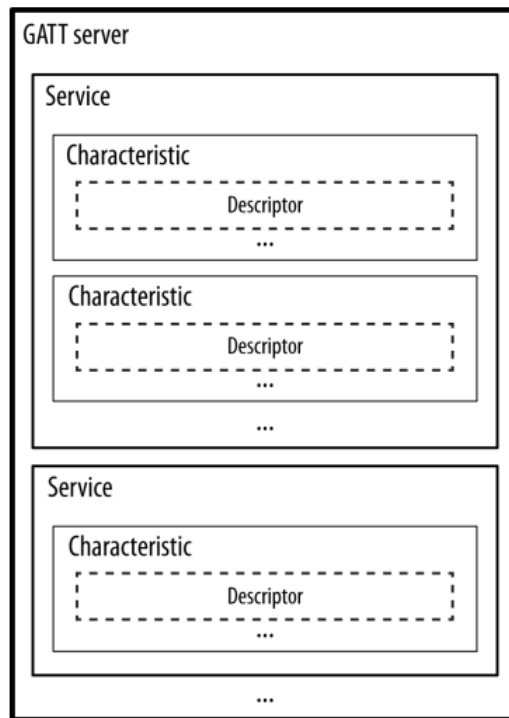 GATT server
Service
Characteristic
Descriptor
...
Characteristic
Descriptor
...
...
Service
Characteristic
Descriptor
...
...